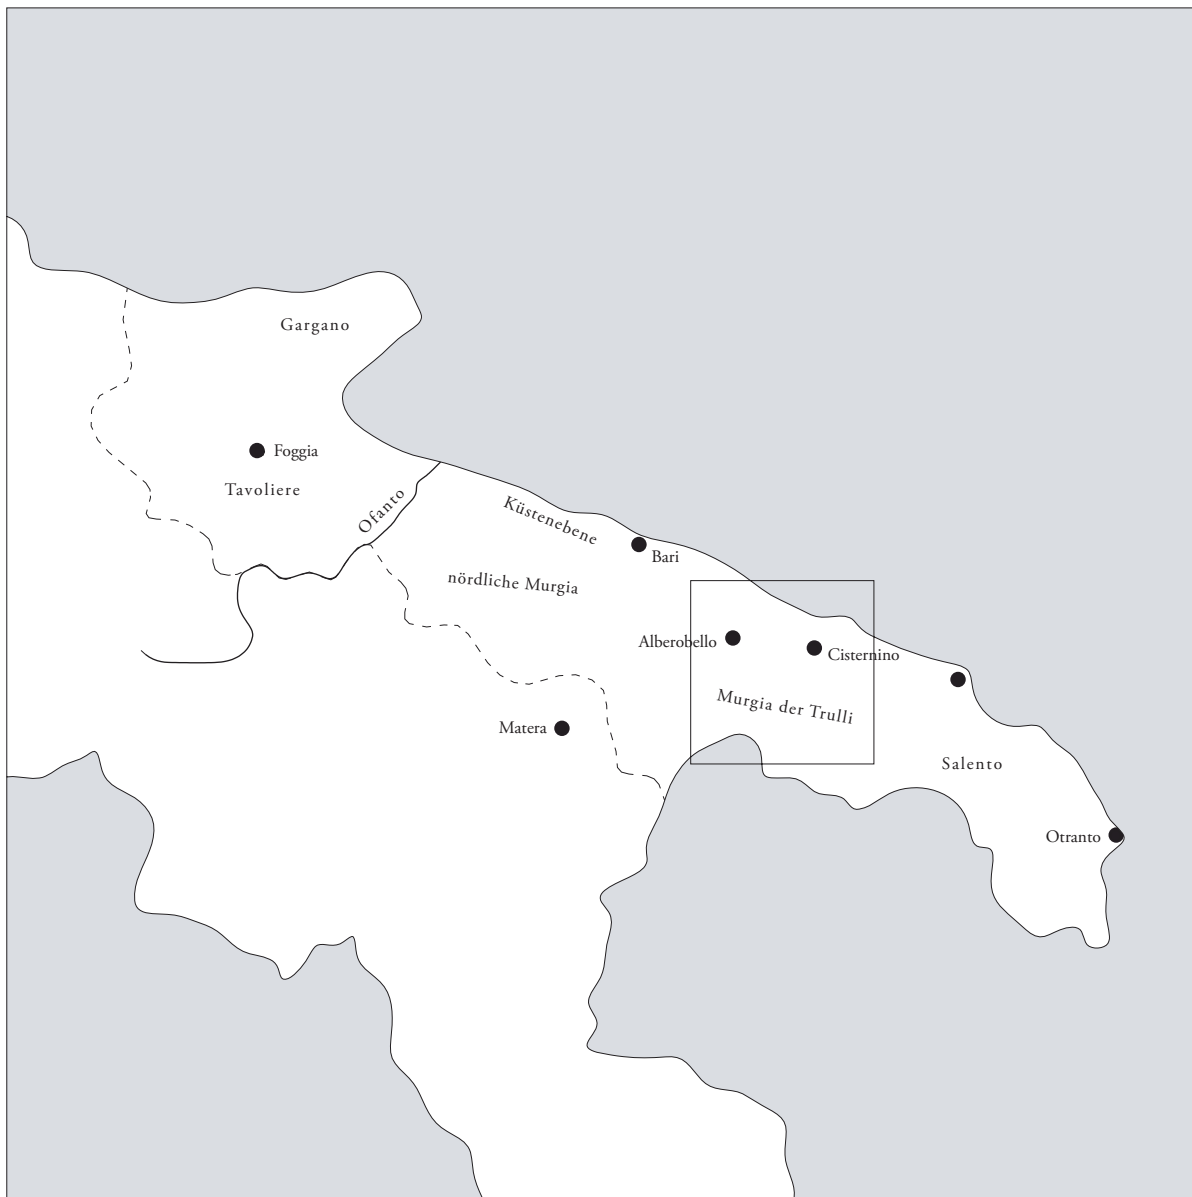 Gargano
Foggia
Tavoliere
Ofanto
Küstenebene
Bari
nördliche Murgia
Alberobello
Cisternino
Murgia der Trulli
Matera
Salento
Otranto